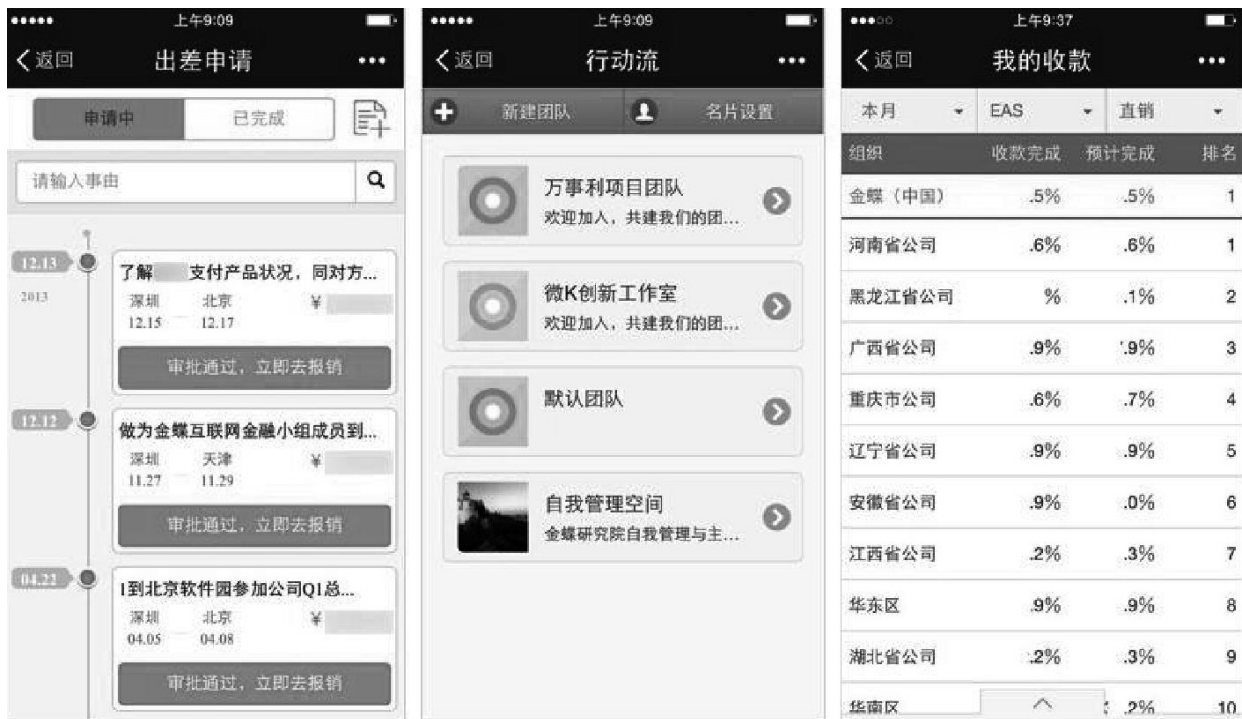 上午9:09
返回
出差申请
申请中
已完成
请输入事由
12.13
2013
了解 支付产品状况，同对方...
深圳 北京 ¥
12.15 12.17
审批通过，立即去报销
12.12
做为金蝶互联网金融小组成员到...
深圳 天津 ¥
11.27 11.29
审批通过，立即去报销
04.22
1到北京软件园参加公司Q1总...
深圳 北京 ¥
04.05 04.08
审批通过，立即去报销
上午9:09
返回
行动流
新建团队
名片设置
万事利项目团队
欢迎加入，共建我们的团...
微K创新工作室
欢迎加入，共建我们的团...
默认团队
自我管理空间
金蝶研究院自我管理与主...
上午9:37
返回
我的收款
本月 EAS 直销
组织 收款完成 预计完成 排名
金蝶（中国） .5% .5% 1
河南省公司 .6% .6% 1
黑龙江省公司 % .1% 2
广西省公司 .9% .9% 3
重庆市公司 .6% .7% 4
辽宁省公司 .9% .9% 5
安徽省公司 .9% .0% 6
江西省公司 .2% .3% 7
华东区 .9% .9% 8
湖北省公司 .2% .3% 9
华南区 .2% 10